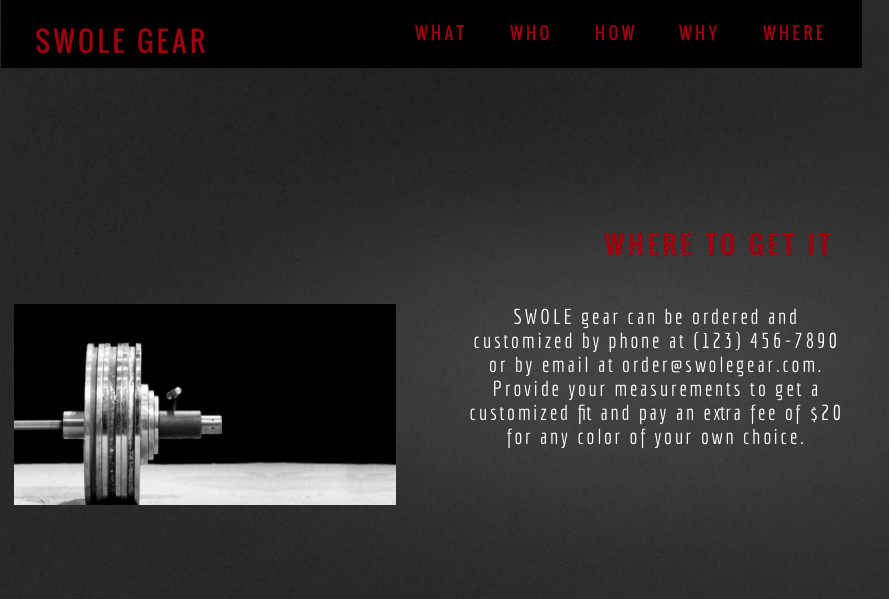 SWOLE GEAR
WHAT WHO HOW WHY WHERE
WHERE TO GET IT
SWOLE gear can be ordered and
customized by phone at (123) 456-7890
or by email at order@swolegear.com.
Provide your measurements to get a
customized fit and pay an extra fee of $20
for any color of your own choice.